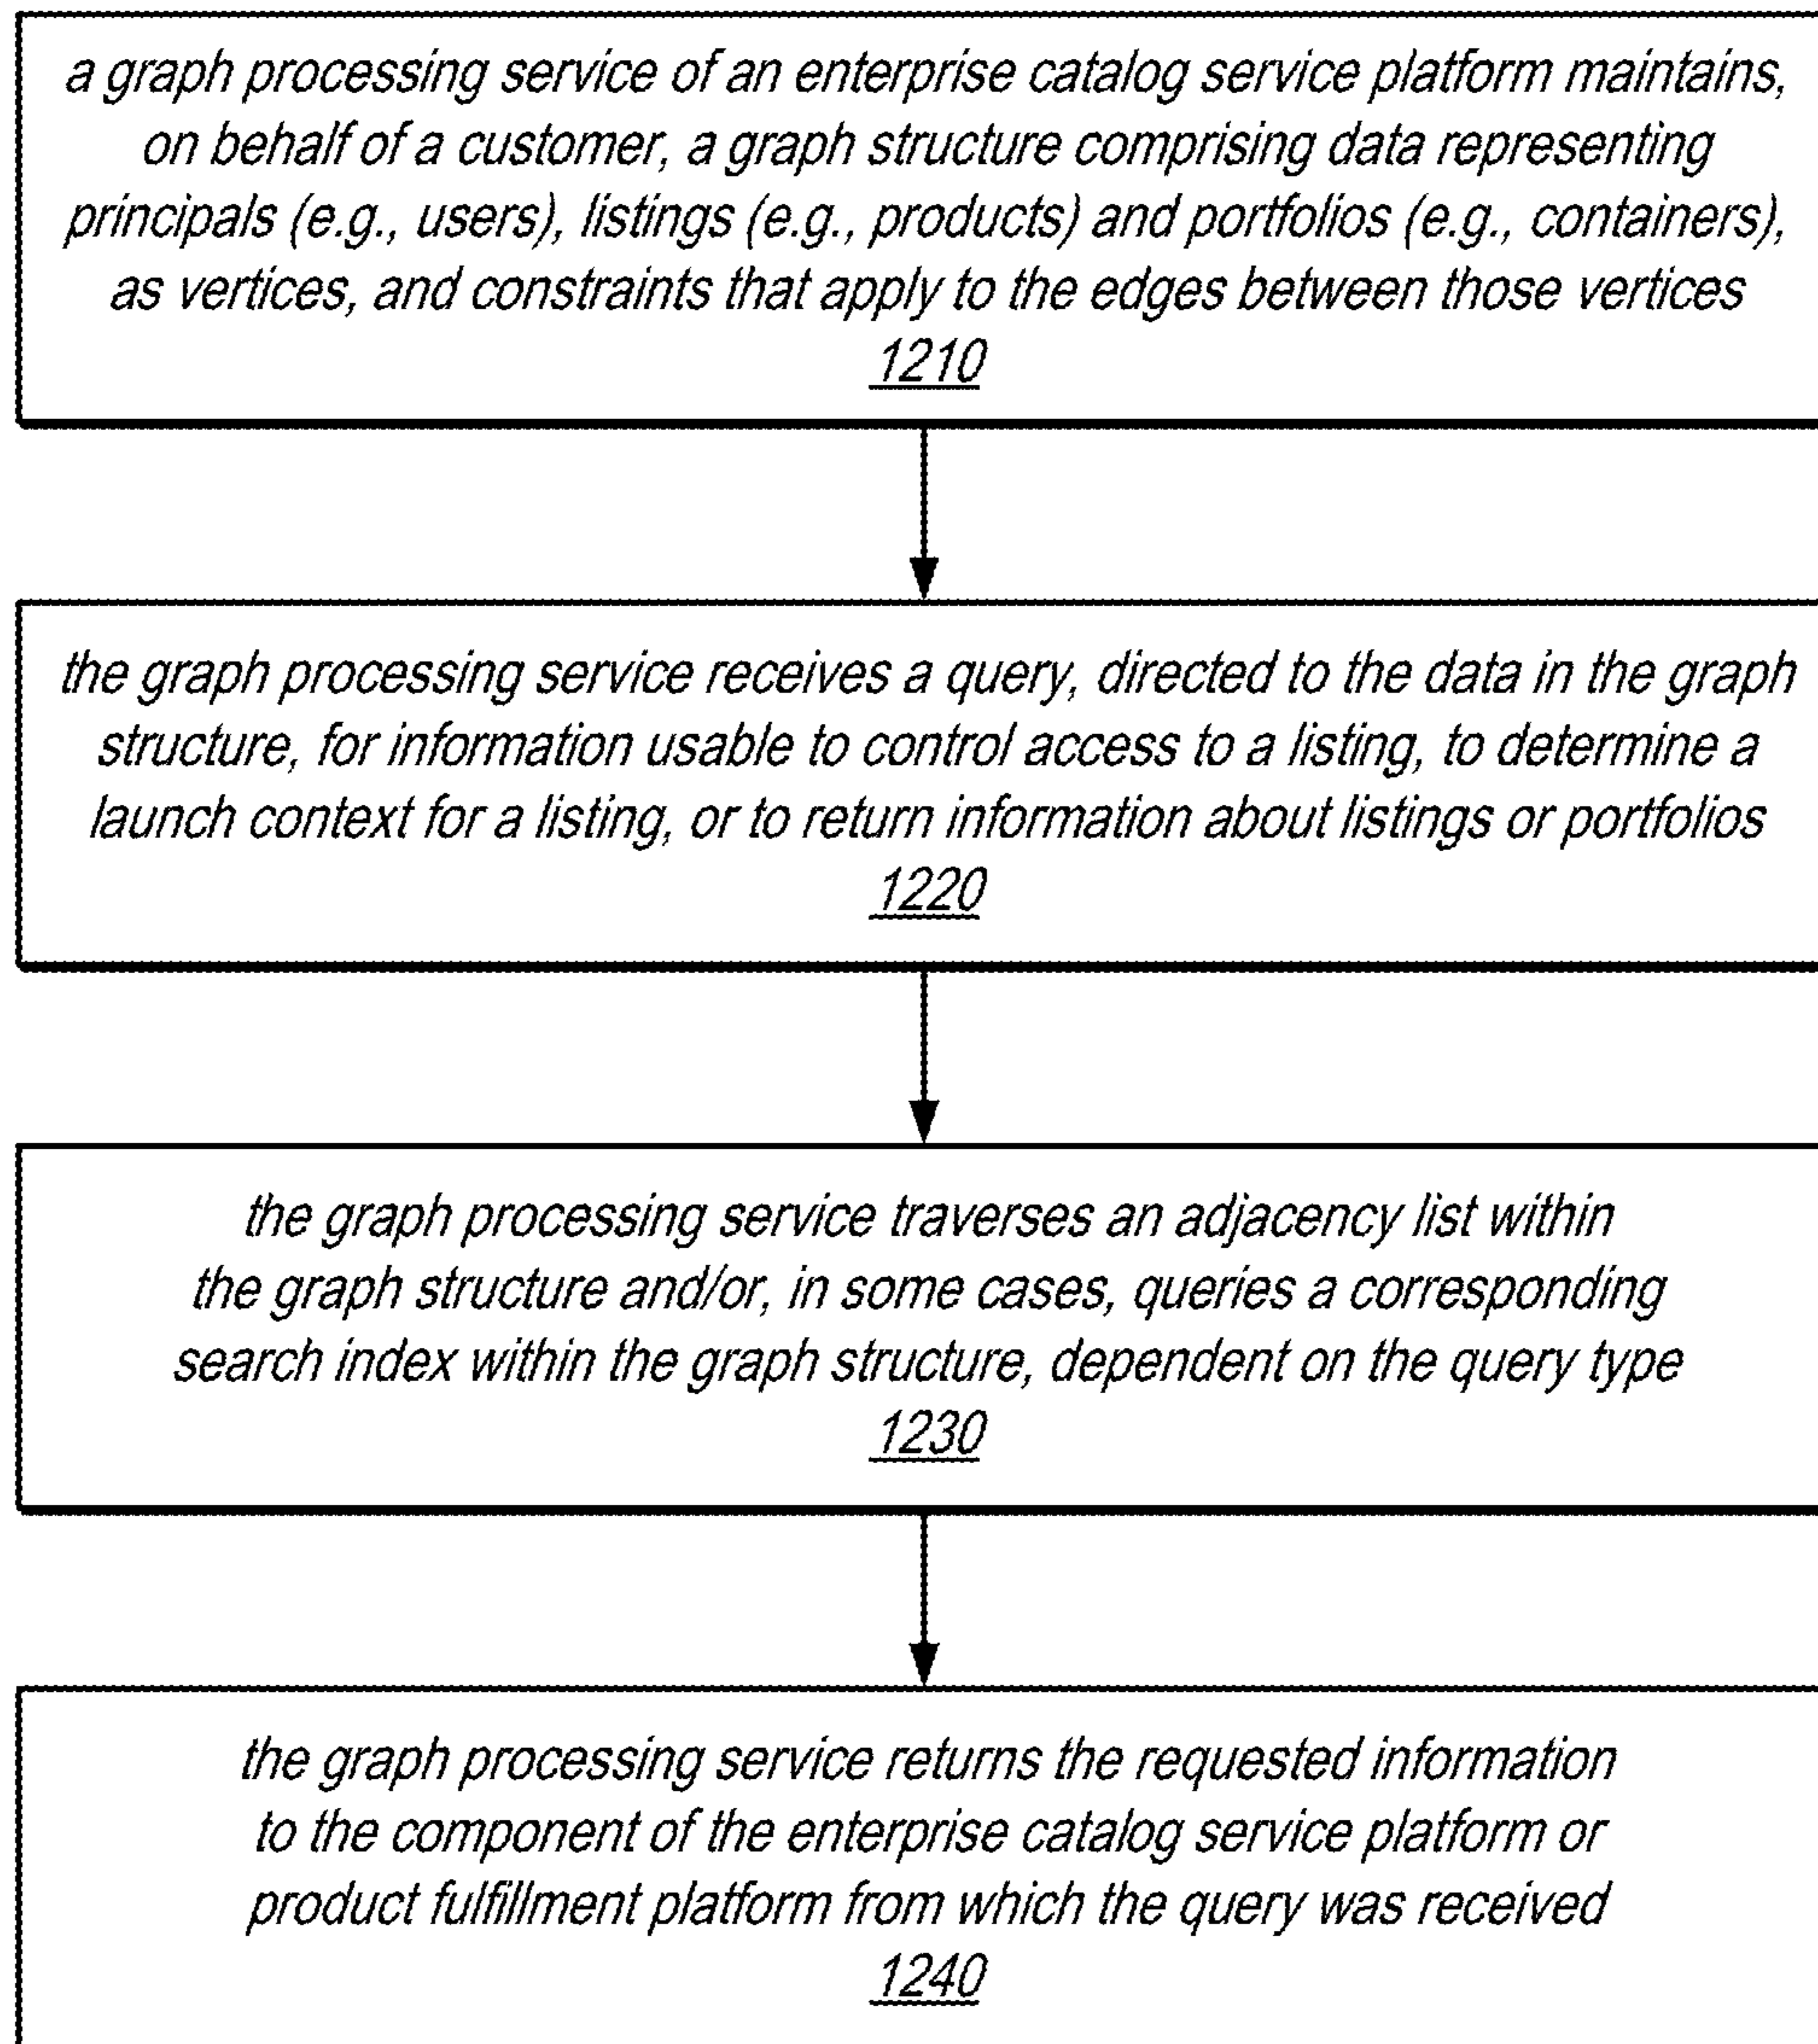 a graph processing service of an enterprise catalog service platform maintains,
on behalf of a customer, a graph structure comprising data representing
principals (e.g., users), listings (e.g., products) and portfolios (e.g., containers),
as vertices, and constraints that apply to the edges between those vertices
1210
the graph processing service receives a query, directed to the data in the graph
structure, for information usable to control access to a listing, to determine a
launch context for a listing, or to return information about listings or portfolios
1220
the graph processing service traverses an adjacency list within
the graph structure and/or, in some cases, queries a corresponding
search index within the graph structure, dependent on the query type
1230
the graph processing service returns the requested information
to the component of the enterprise catalog service platform or
product fulfillment platform from which the query was received
1240